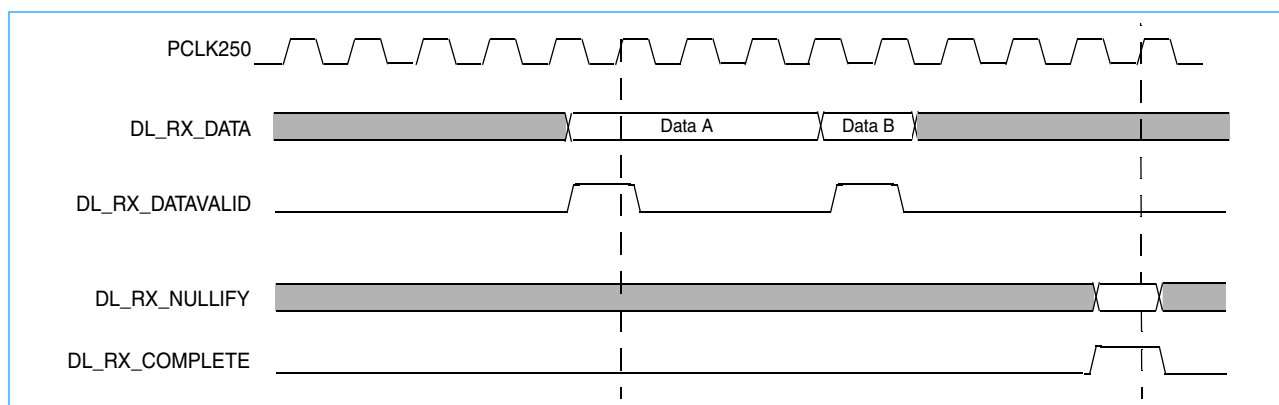 PCLK250
DL_RX_DATA
Data A
Data B
DL_RX_DATAVALID
DL_RX_NULLIFY
DL_RX_COMPLETE